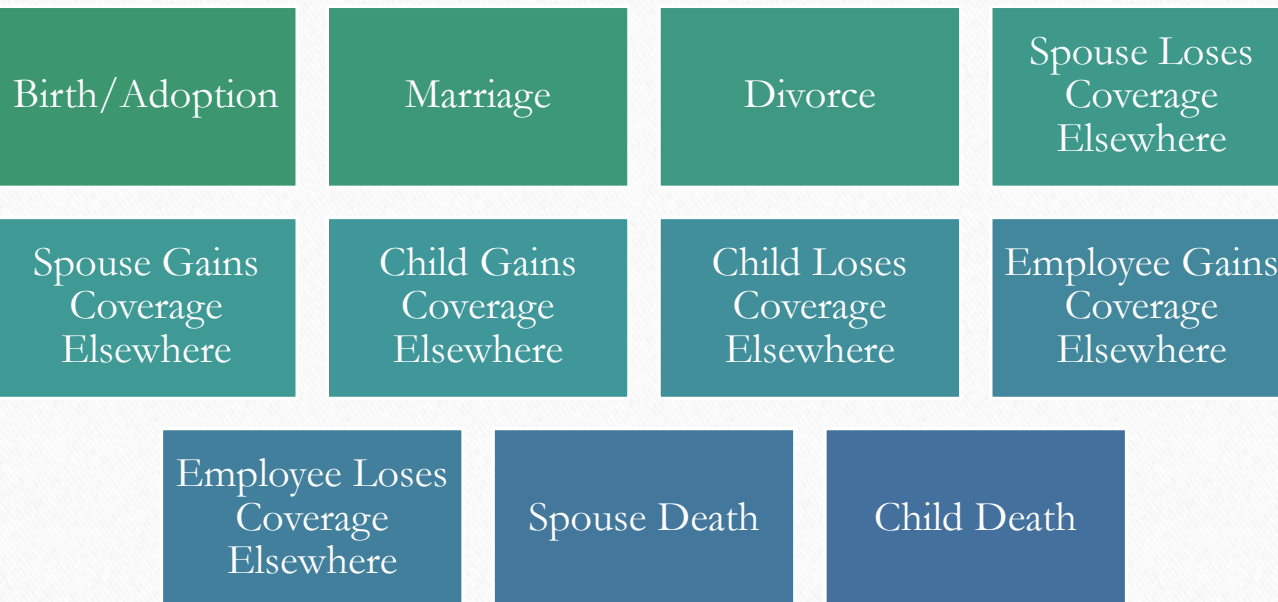 Birth/Adoption
Marriage
Divorce
Spouse Loses
Coverage
Elsewhere
Spouse Gains
Coverage
Elsewhere
Child Gains
Coverage
Elsewhere
Child Loses
Coverage
Elsewhere
Employee Gains
Coverage
Elsewhere
Employee Loses
Coverage
Elsewhere
Spouse Death
Child Death